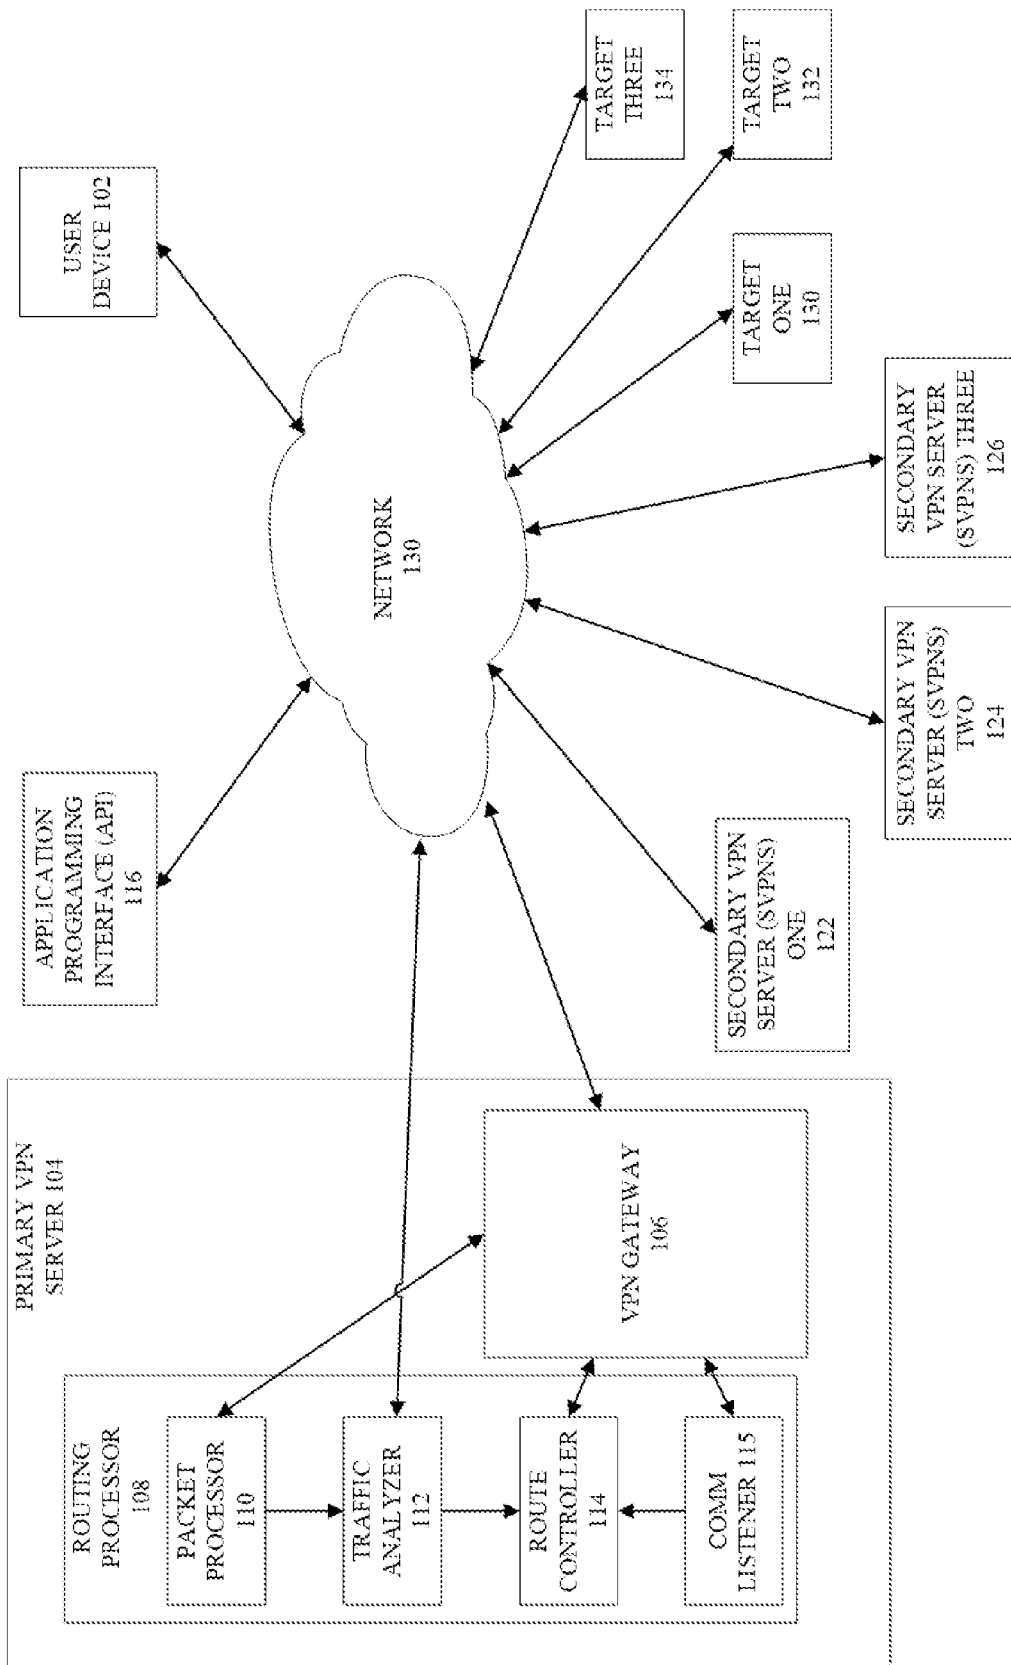 PRIMARY VPN
SERVER 104
ROUTING
PROCESSOR
108
PACKET
PROCESSOR
110
TRAFFIC
ANALYZER
112
ROUTE
CONTROLLER
114
COMM
LISTENER 115
VPN GATEWAY
106
APPLICATION
PROGRAMMING
INTERFACE (API)
116
USER
DEVICE 102
NETWORK
130
SECONDARY VPN
SERVER (SVPNS)
ONE
122
SECONDARY VPN
SERVER (SVPNS)
TWO
124
SECONDARY
VPN SERVER
(SVPNS) THREE
126
TARGET
ONE
130
TARGET
TWO
132
TARGET
THREE
134